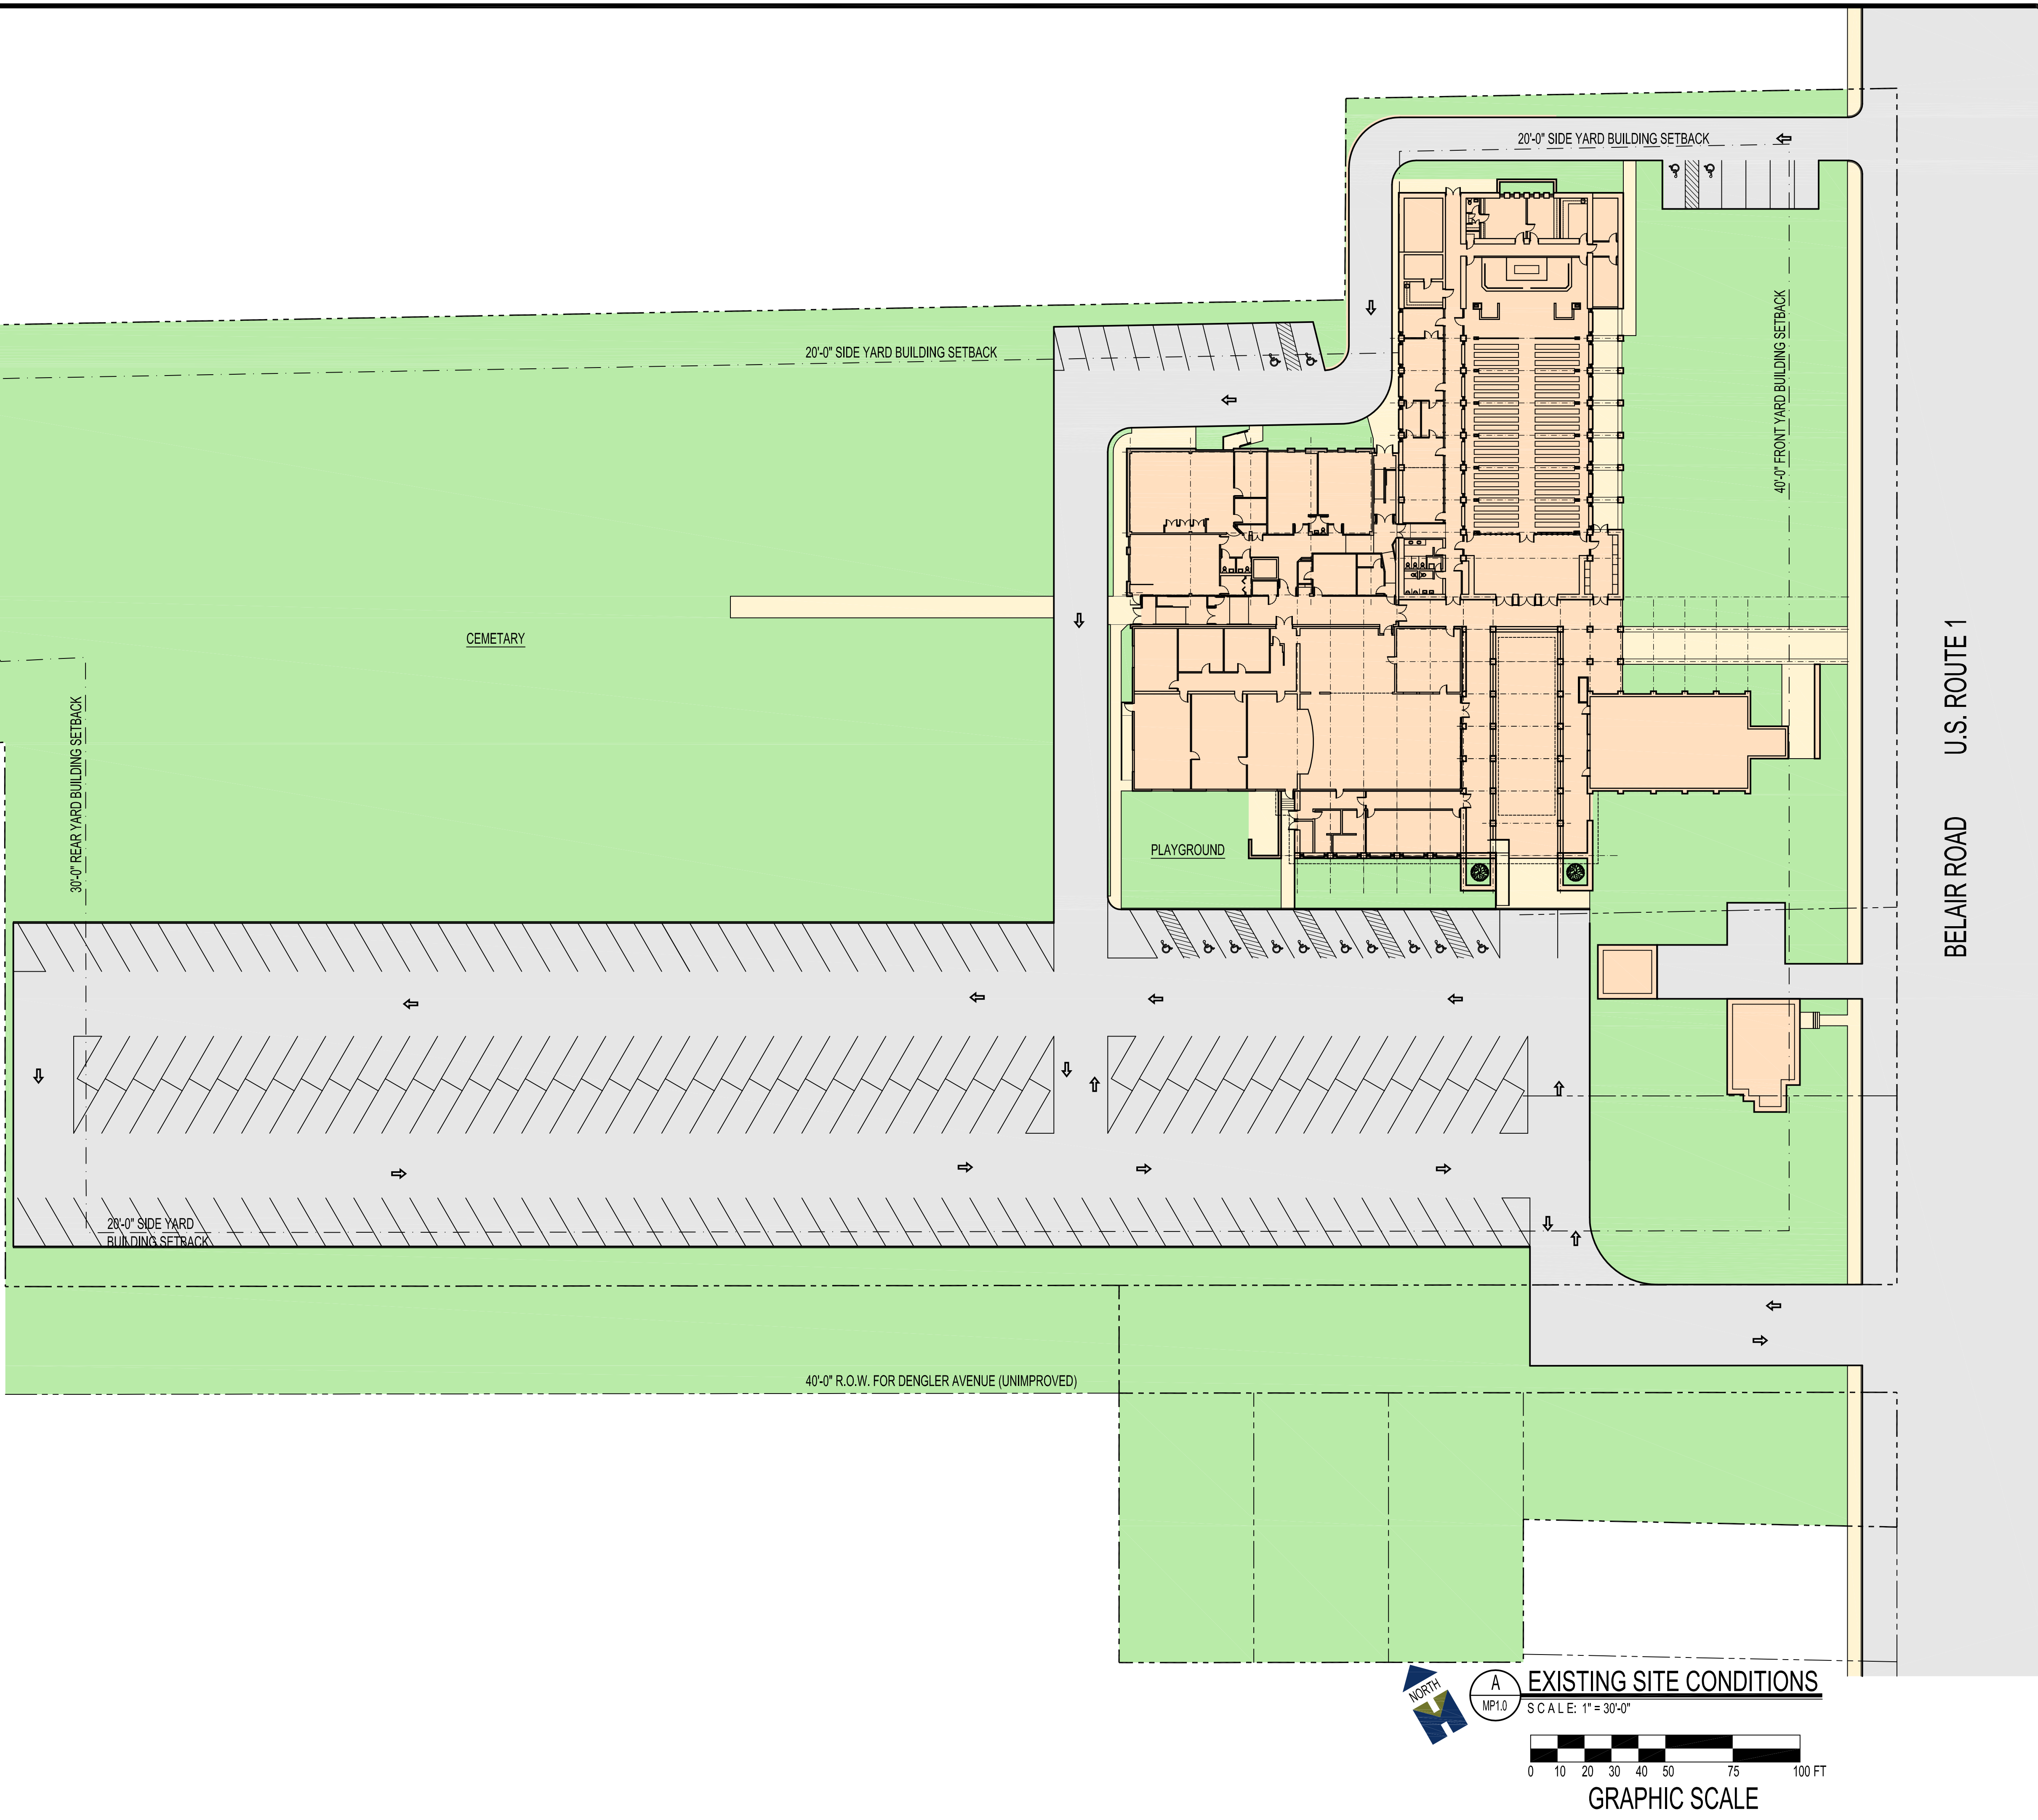 20'-0" SIDE YARD BUILDING SETBACK
20'-0" SIDE YARD BUILDING SETBACK
40'-0" FRONT YARD BUILDING SETBACK
CEMETARY
30'-0" REAR YARD BUILDING SETBACK
PLAYGROUND
BELAIR ROAD U.S. ROUTE 1
20'-0" SIDE YARD
BUILDING SETBACK
40'-0" R.O.W. FOR DENGLER AVENUE (UNIMPROVED)
NORTH
A
MP1.0
EXISTING SITE CONDITIONS
SCALE: 1" = 30'-0"
0 10 20 30 40 50 75 100 FT
GRAPHIC SCALE